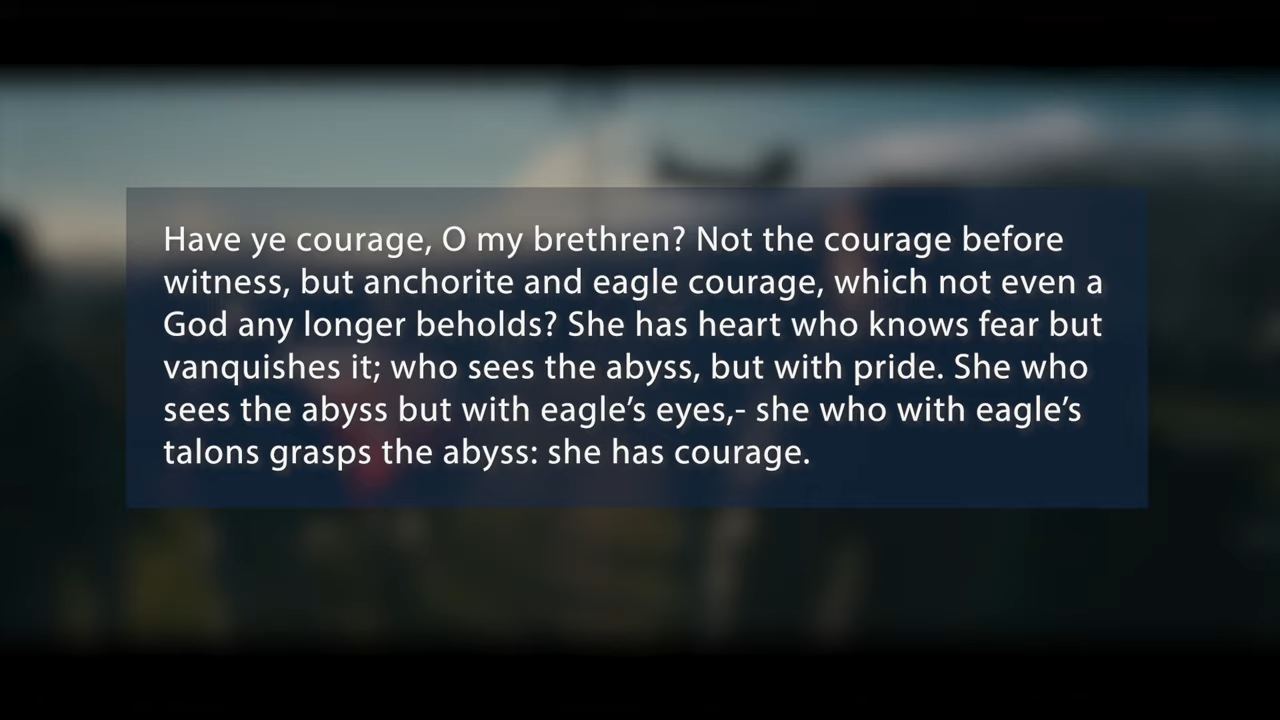 Have ye courage, O my brethren? Not the courage before
witness, but anchorite and eagle courage, which not even a
God any longer beholds? She has heart who knows fear but
vanquishes it; who sees the abyss, but with pride. She who
sees the abyss but with eagle’s eyes,- she who with eagle’s
talons grasps the abyss: she has courage.